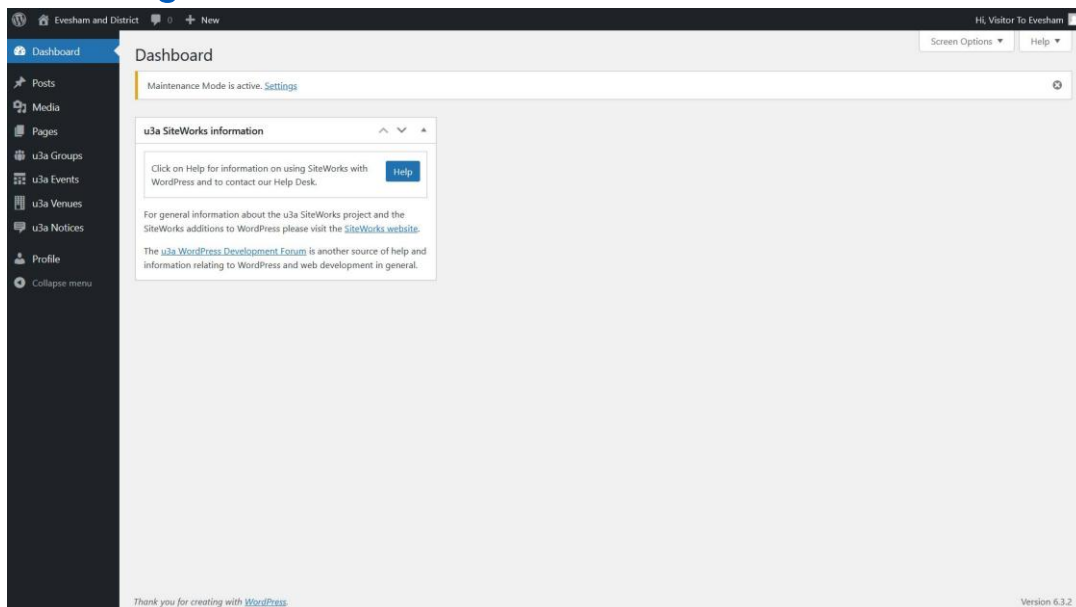 Evesham and District 0 + New
Hi, Visitor To Evesham
Dashboard
Posts
Media
Pages
u3a Groups
u3a Events
u3a Venues
u3a Notices
Profile
Collapse menu
Screen Options ▼ Help ▼
Dashboard
Maintenance Mode is active. Settings
u3a SiteWorks information
Click on Help for information on using SiteWorks with
WordPress and to contact our Help Desk.
Help
For general information about the u3a SiteWorks project and the
SiteWorks additions to WordPress please visit the SiteWorks website.
The u3a WordPress Development Forum is another source of help and
information relating to WordPress and web development in general.
Thank you for creating with WordPress.
Version 6.3.2